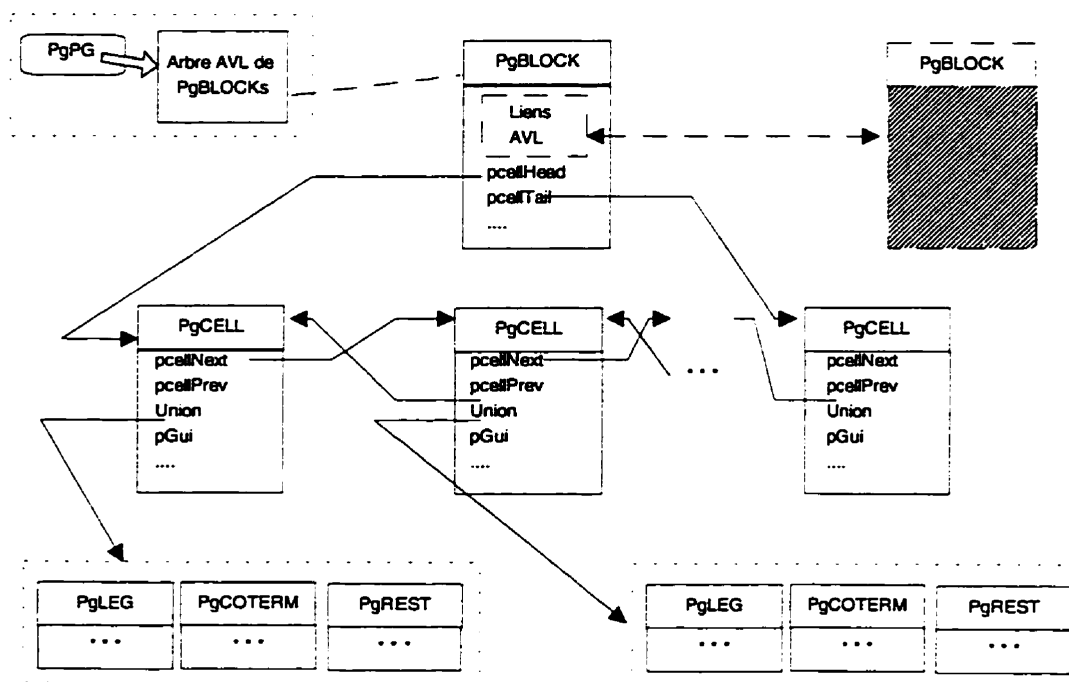 PgPG
Arbre AVL de
PgBLOCKs
PgBLOCK
Liens
AVL
pcellHead
pcellTail
....
PgBLOCK
PgCELL
pcellNext
pcellPrev
Union
pGui
....
PgCELL
pcellNext
pcellPrev
Union
pGui
....
...
PgCELL
pcellNext
pcellPrev
Union
pGui
....
PgLEG
...
PgCOTERM
...
PgREST
...
PgLEG
...
PgCOTERM
...
PgREST
...